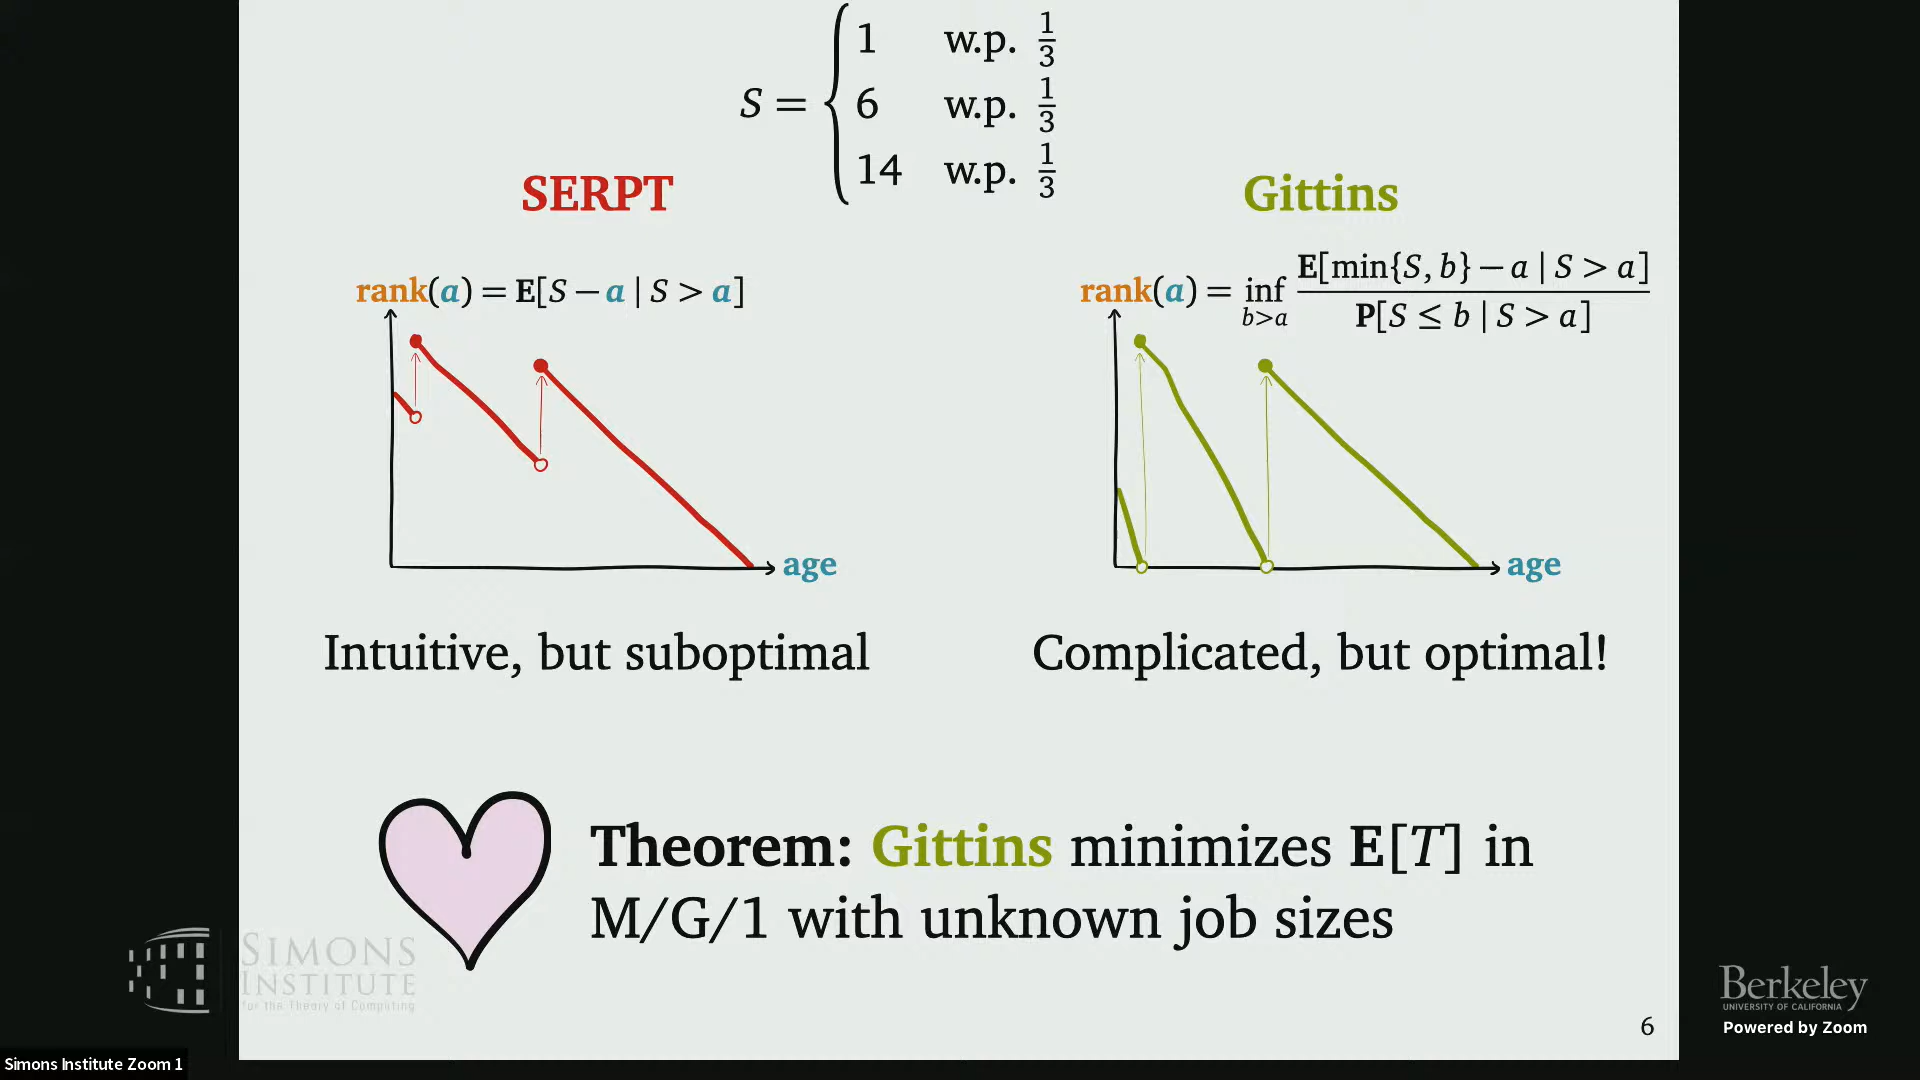 S = { 1 w.p. 1/3
6 w.p. 1/3
14 w.p. 1/3
SERPT
rank(a) = E[S − a | S > a]
age
Intuitive, but suboptimal
Gittins
rank(a) = inf b>a E[min{S, b} − a | S > a] / P[S ≤ b | S > a]
age
Complicated, but optimal!
Theorem: Gittins minimizes E[T] in
M/G/1 with unknown job sizes
SIMONS
INSTITUTE
for the Theory of Computing
6
Berkeley
UNIVERSITY OF CALIFORNIA
Powered by Zoom
Simons Institute Zoom 1